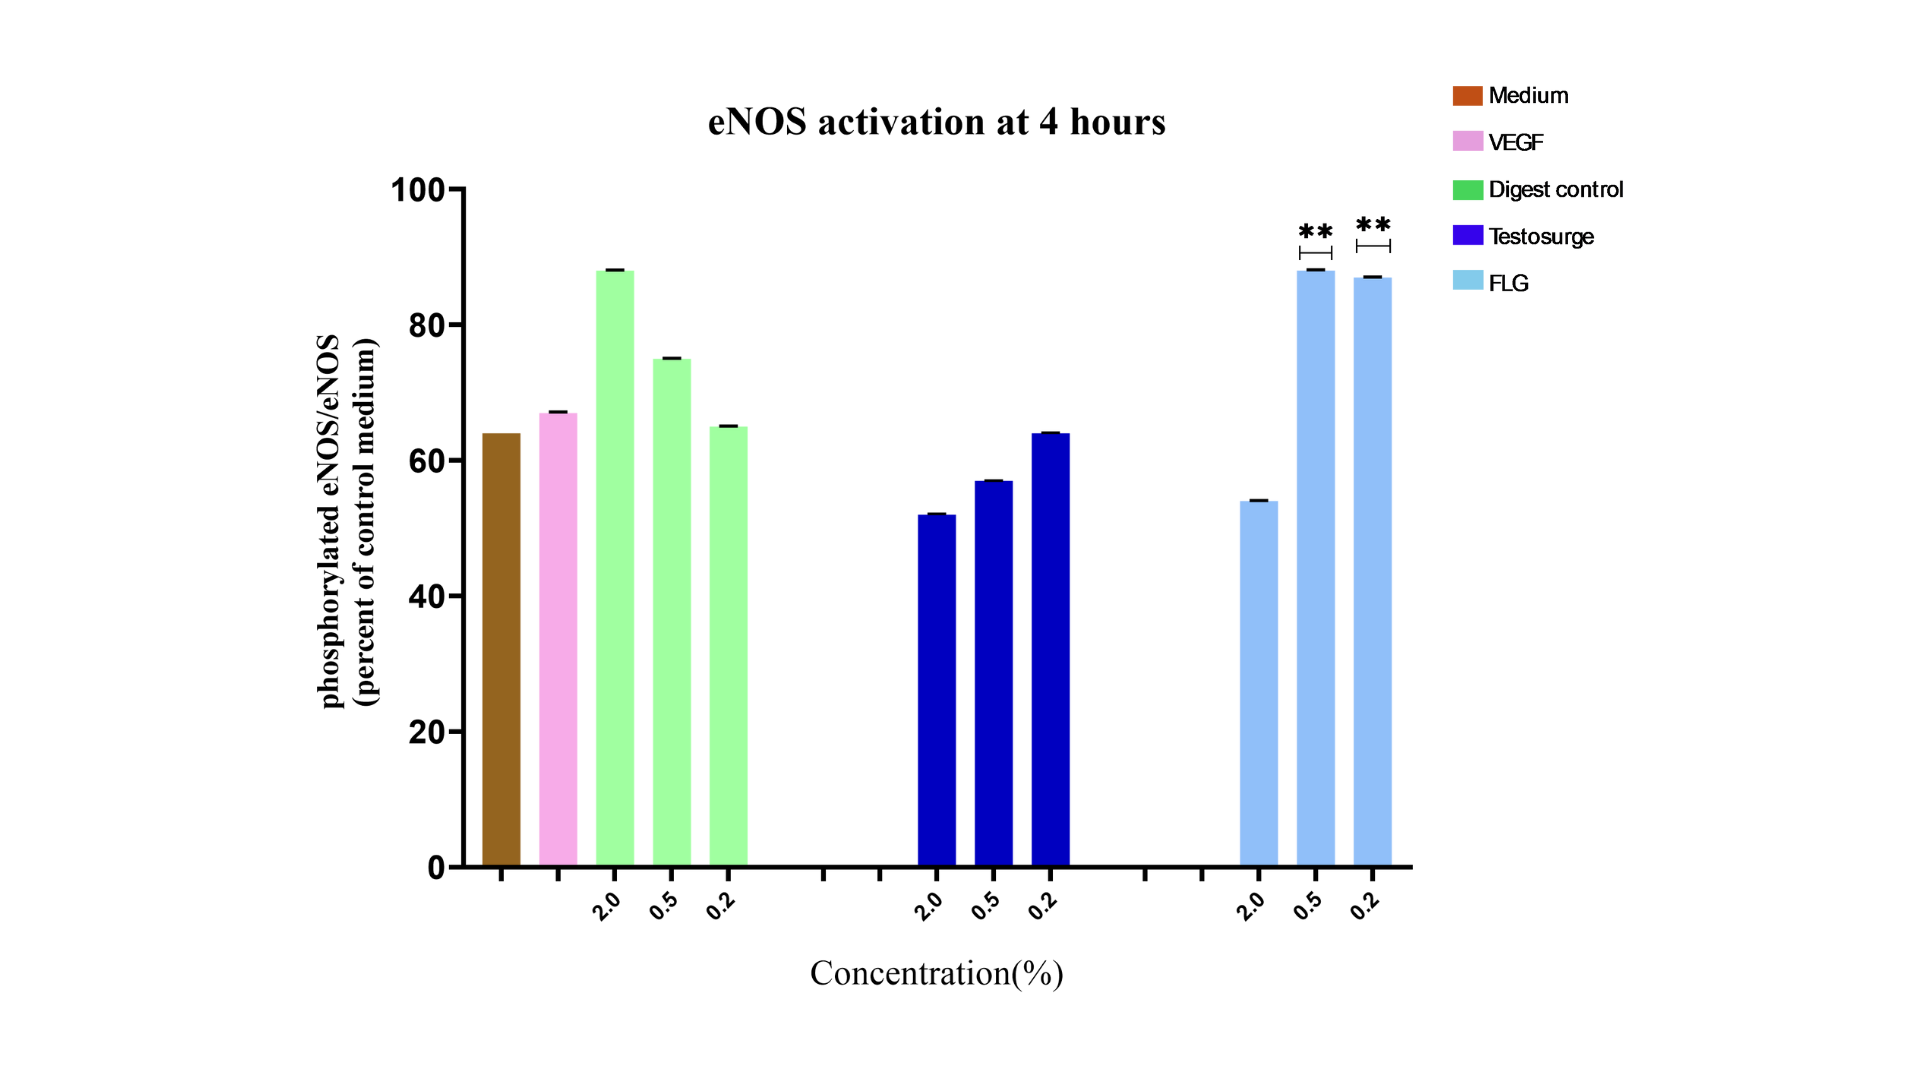 eNOS activation at 4 hours
Medium
VEGF
Digest control
Testosurge
FLG
phosphorylated eNOS/eNOS
(percent of control medium)
100
80
60
40
20
0
** **
2.0 0.5 0.2 2.0 0.5 0.2 2.0 0.5 0.2
Concentration(%)